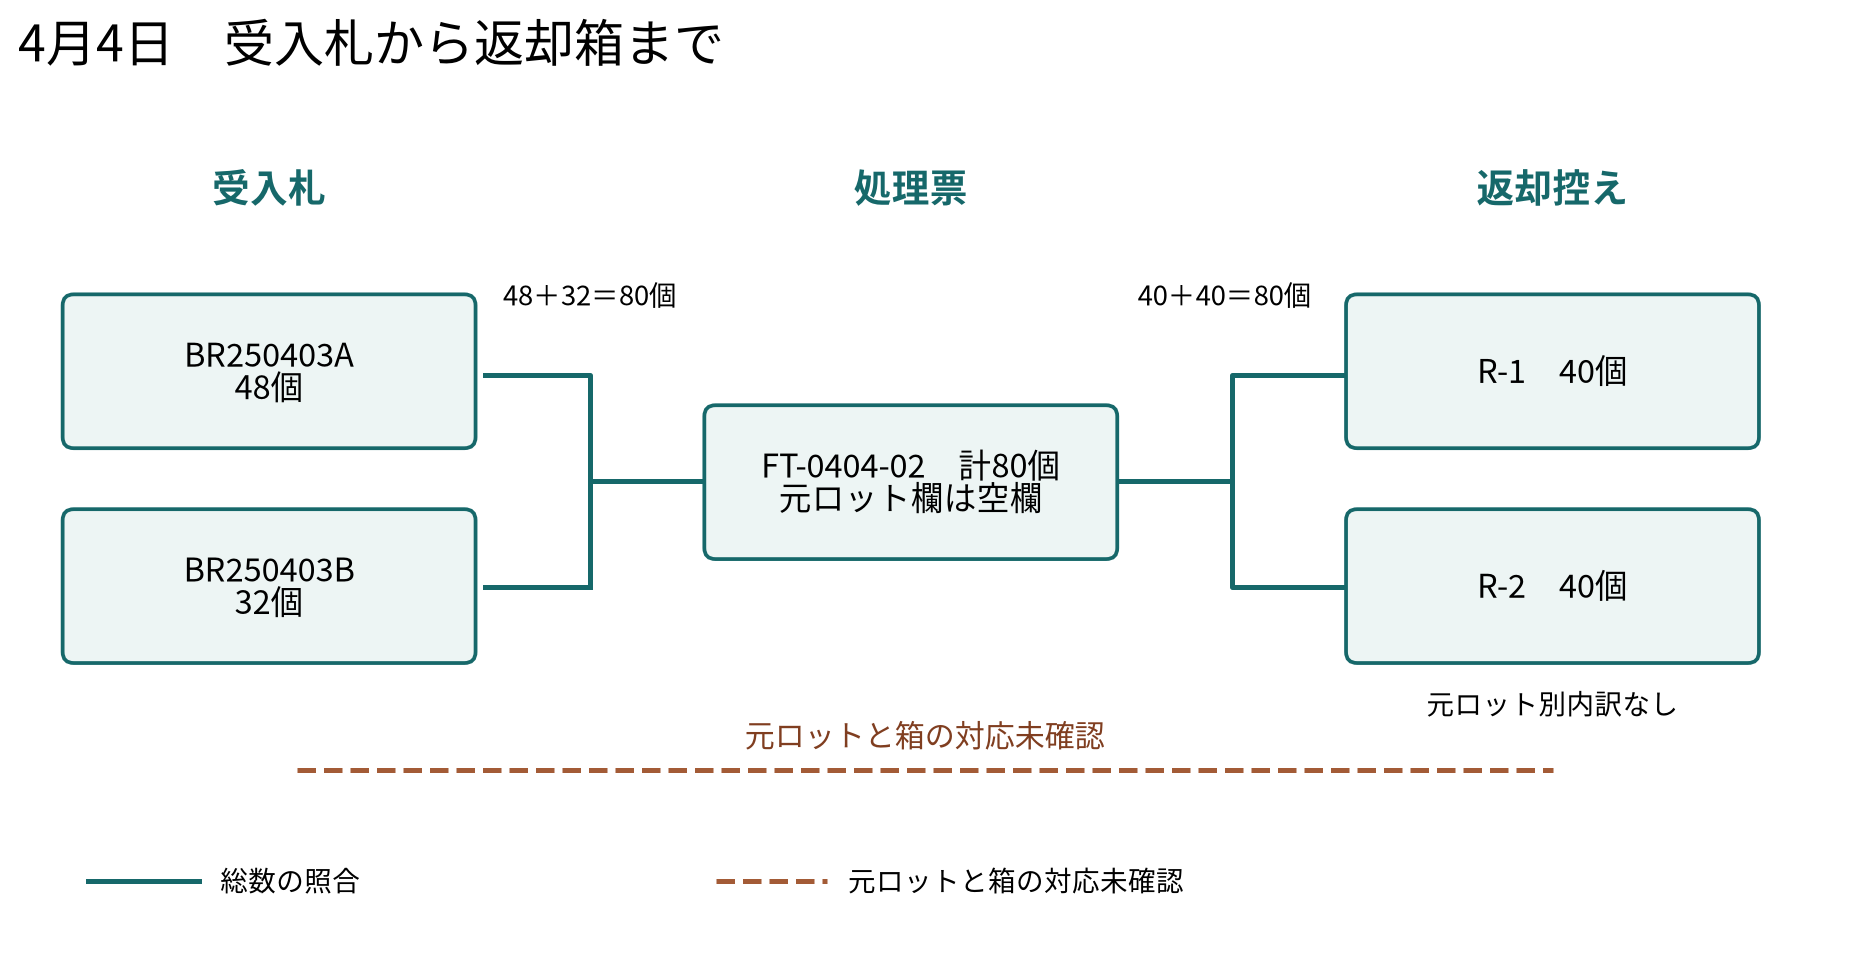 4月4日　受入札から返却箱まで
受入札
処理票
返却控え
48＋32＝80個
40＋40＝80個
BR250403A
48個
R-1　40個
FT-0404-02　計80個
元ロット欄は空欄
BR250403B
32個
R-2　40個
元ロット別内訳なし
元ロットと箱の対応未確認
総数の照合
元ロットと箱の対応未確認